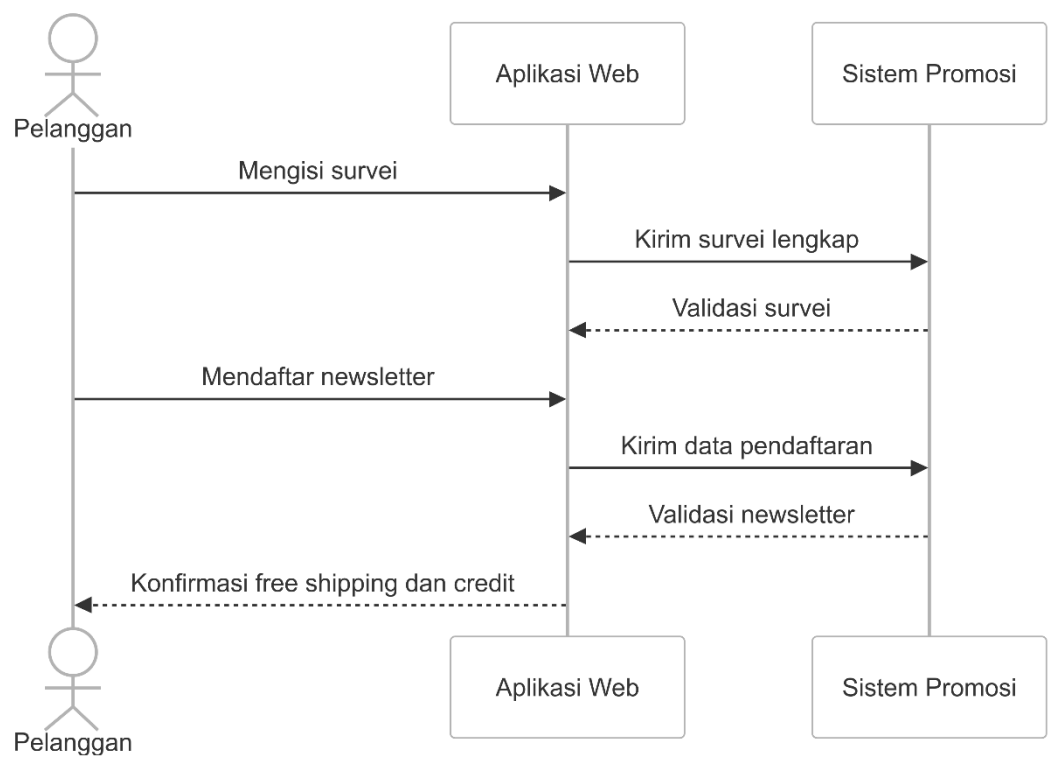 Pelanggan
Aplikasi Web
Sistem Promosi
Mengisi survei
Kirim survei lengkap
Validasi survei
Mendaftar newsletter
Kirim data pendaftaran
Validasi newsletter
Konfirmasi free shipping dan credit
Pelanggan
Aplikasi Web
Sistem Promosi